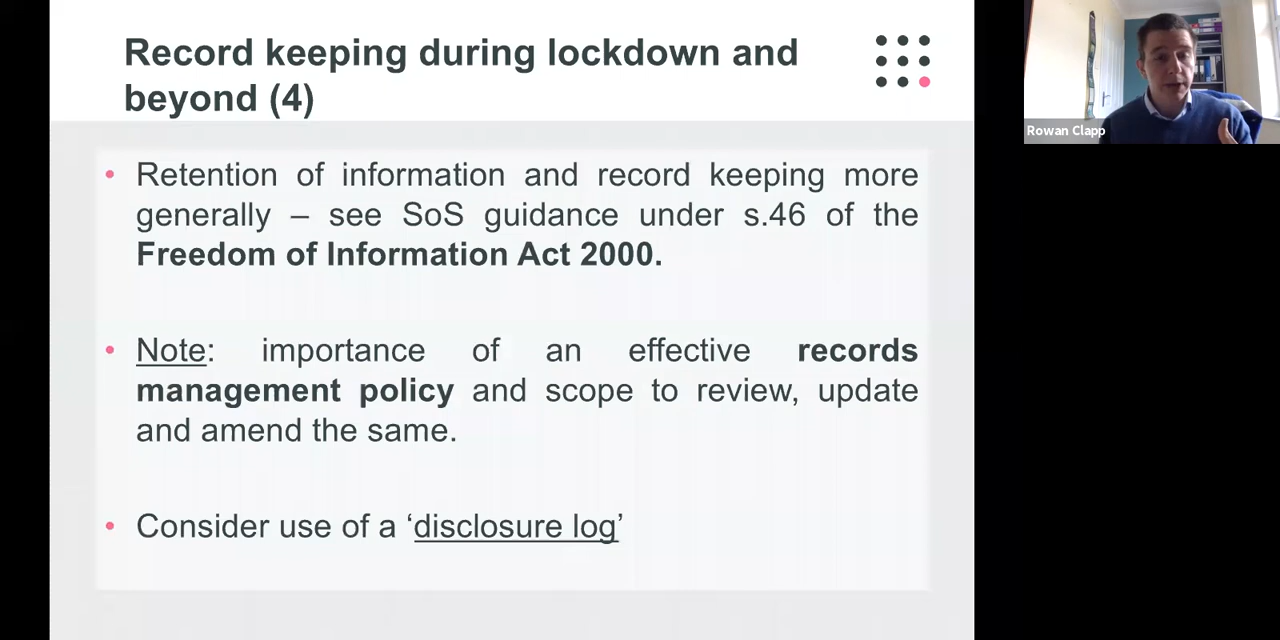 Record keeping during lockdown and
beyond (4)
Rowan Clapp
• Retention of information and record keeping more
generally – see SoS guidance under s.46 of the
Freedom of Information Act 2000.
• Note: importance of an effective records
management policy and scope to review, update
and amend the same.
• Consider use of a ‘disclosure log’